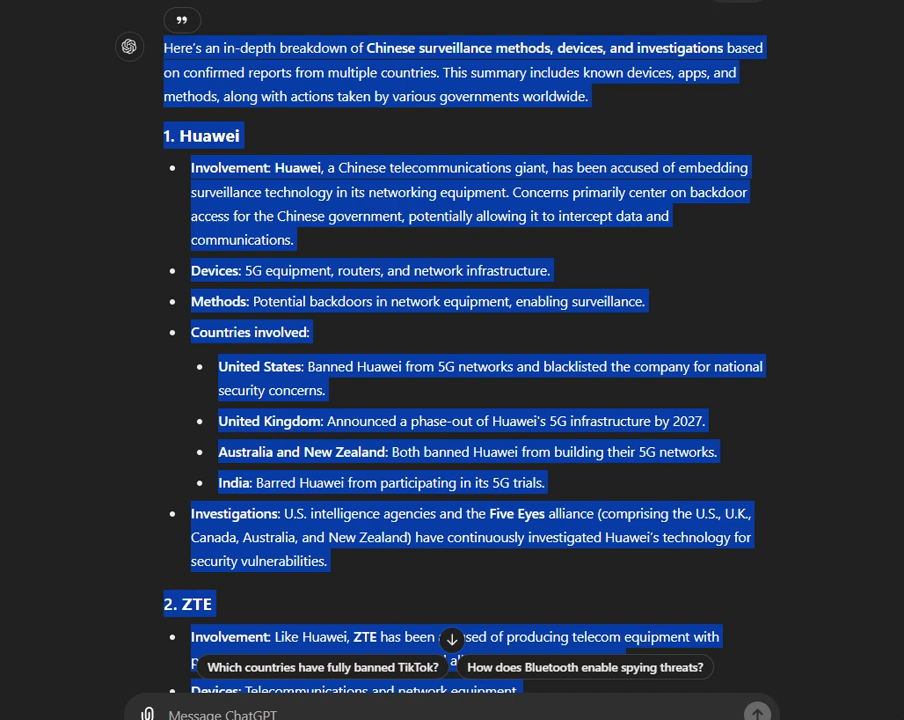 Here's an in-depth breakdown of Chinese surveillance methods, devices, and investigations based
on confirmed reports from multiple countries. This summary includes known devices, apps, and
methods, along with actions taken by various governments worldwide.
1. Huawei
Involvement: Huawei, a Chinese telecommunications giant, has been accused of embedding
surveillance technology in its networking equipment. Concerns primarily center on backdoor
access for the Chinese government, potentially allowing it to intercept data and
communications.
Devices: 5G equipment, routers, and network infrastructure.
Methods: Potential backdoors in network equipment, enabling surveillance.
Countries involved:
United States: Banned Huawei from 5G networks and blacklisted the company for national
security concerns.
United Kingdom: Announced a phase-out of Huawei's 5G infrastructure by 2027.
Australia and New Zealand: Both banned Huawei from building their 5G networks.
India: Barred Huawei from participating in its 5G trials.
Investigations: U.S. intelligence agencies and the Five Eyes alliance (comprising the U.S., U.K.,
Canada, Australia, and New Zealand) have continuously investigated Huawei's technology for
security vulnerabilities.
2. ZTE
Involvement: Like Huawei, ZTE has been of producing telecom equipment with
Which countries have fully banned TikTok? How does Bluetooth enable spying threats?
Devices: Telecommunications and network equipment.
Message ChatGPT